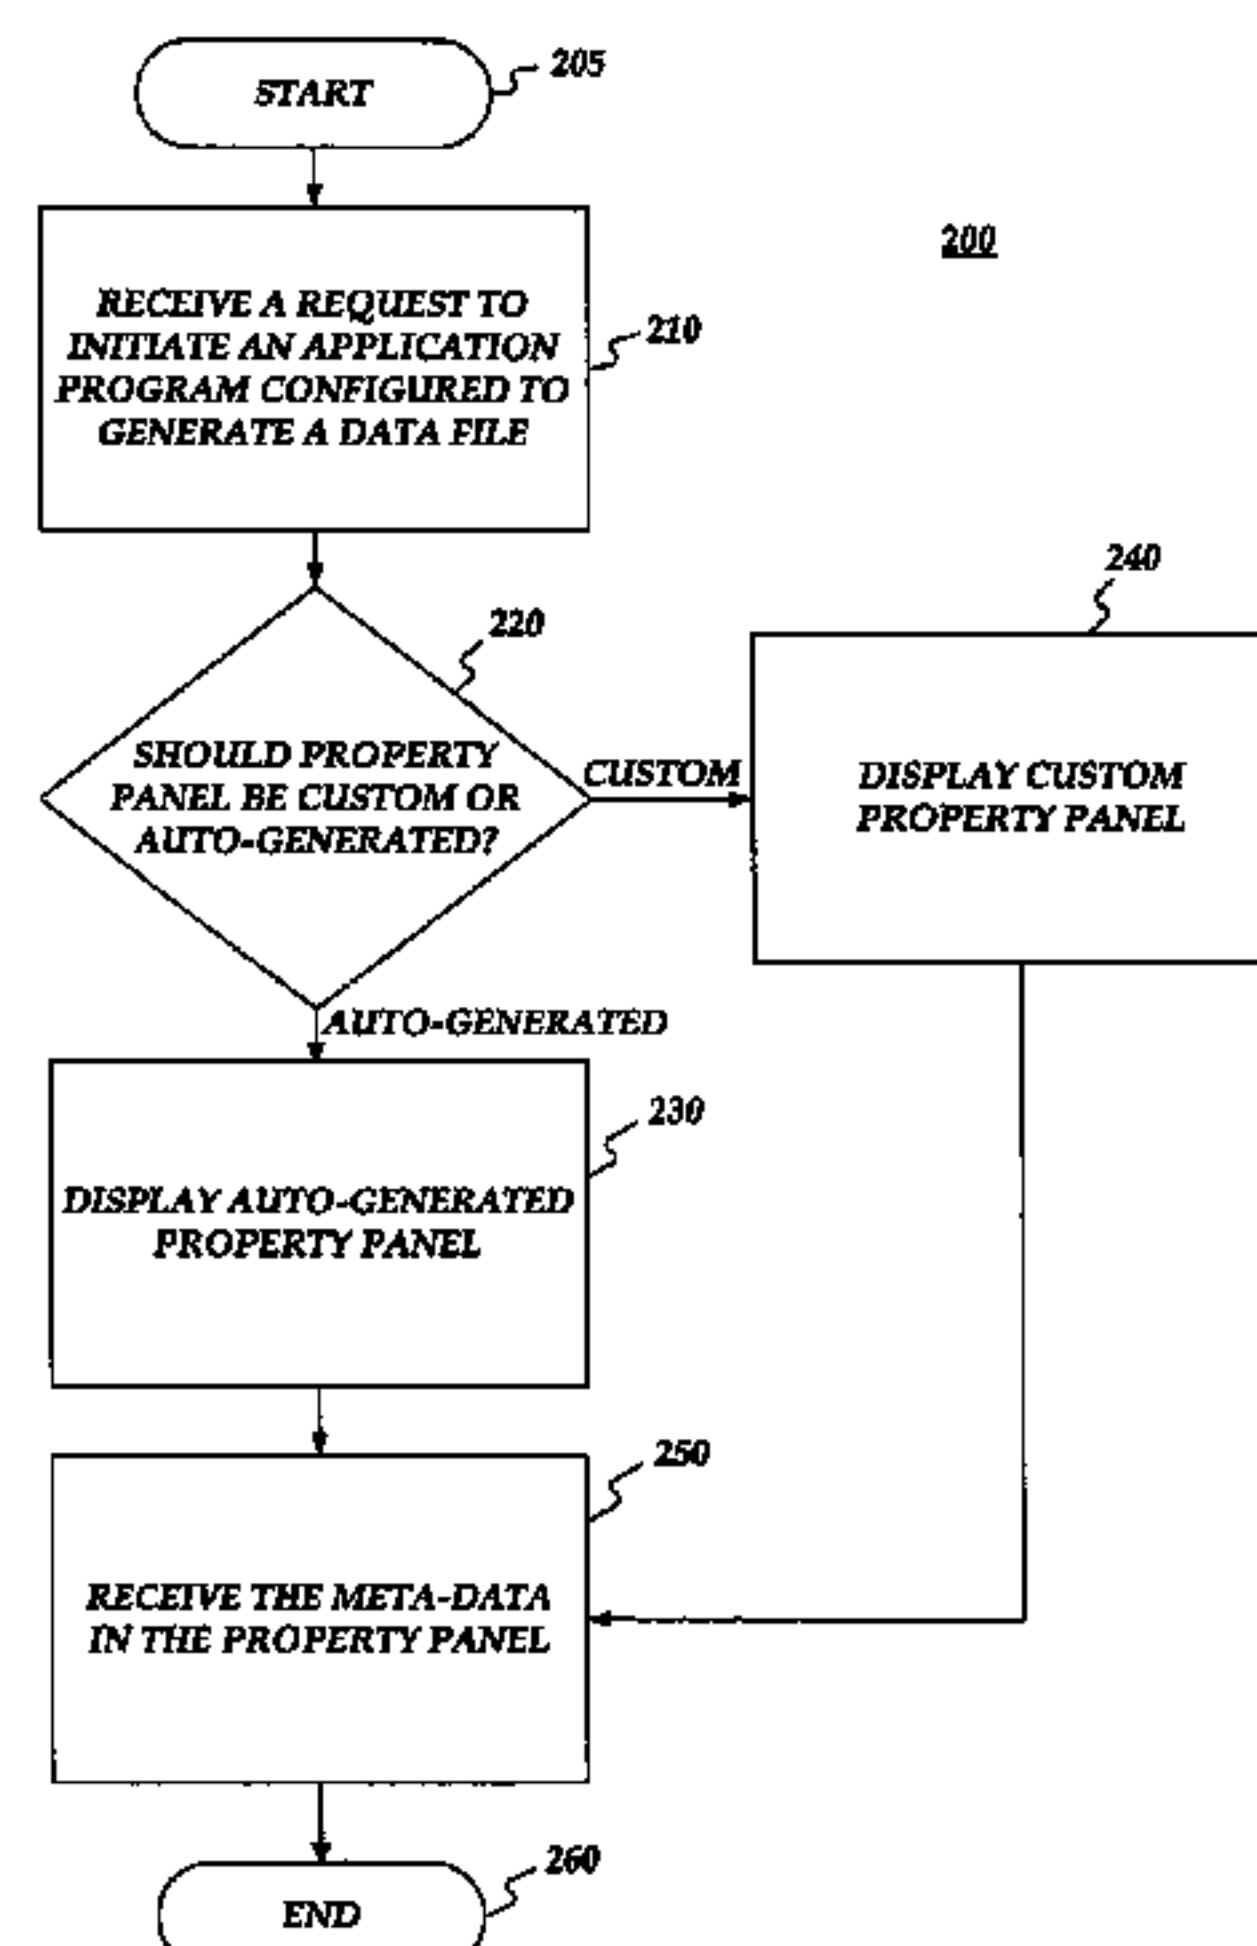 START
205
200
RECEIVE A REQUEST TO
INITIATE AN APPLICATION
PROGRAM CONFIGURED TO
GENERATE A DATA FILE
210
220
240
SHOULD PROPERTY
PANEL BE CUSTOM OR
AUTO-GENERATED?
CUSTOM
DISPLAY CUSTOM
PROPERTY PANEL
AUTO-GENERATED
230
DISPLAY AUTO-GENERATED
PROPERTY PANEL
250
RECEIVE THE META-DATA
IN THE PROPERTY PANEL
260
END